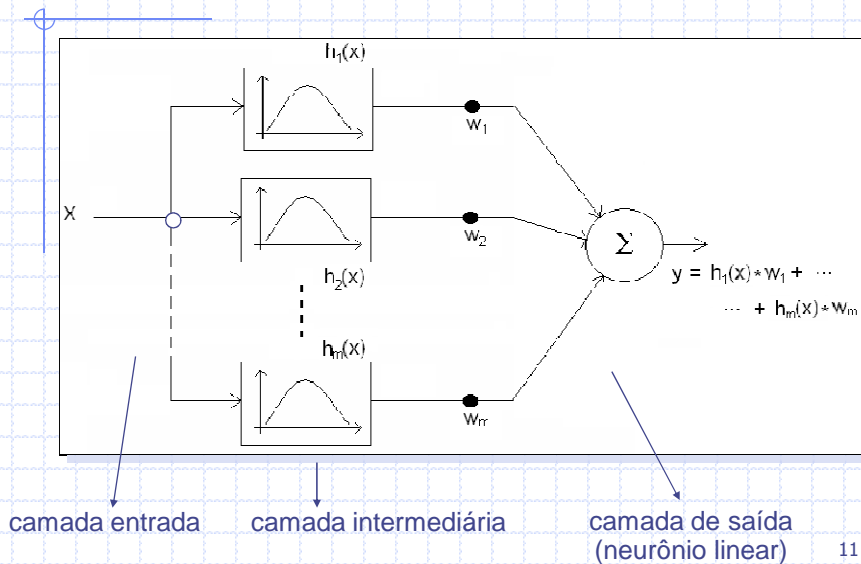 h₁(x)
w₁
X
w₂
h₂(x)
Σ
y = h₁(x)*w₁ + ...
... + hₘ(x)*wₘ
hₘ(x)
wₘ
camada entrada
camada intermediária
camada de saída
(neurônio linear)
11